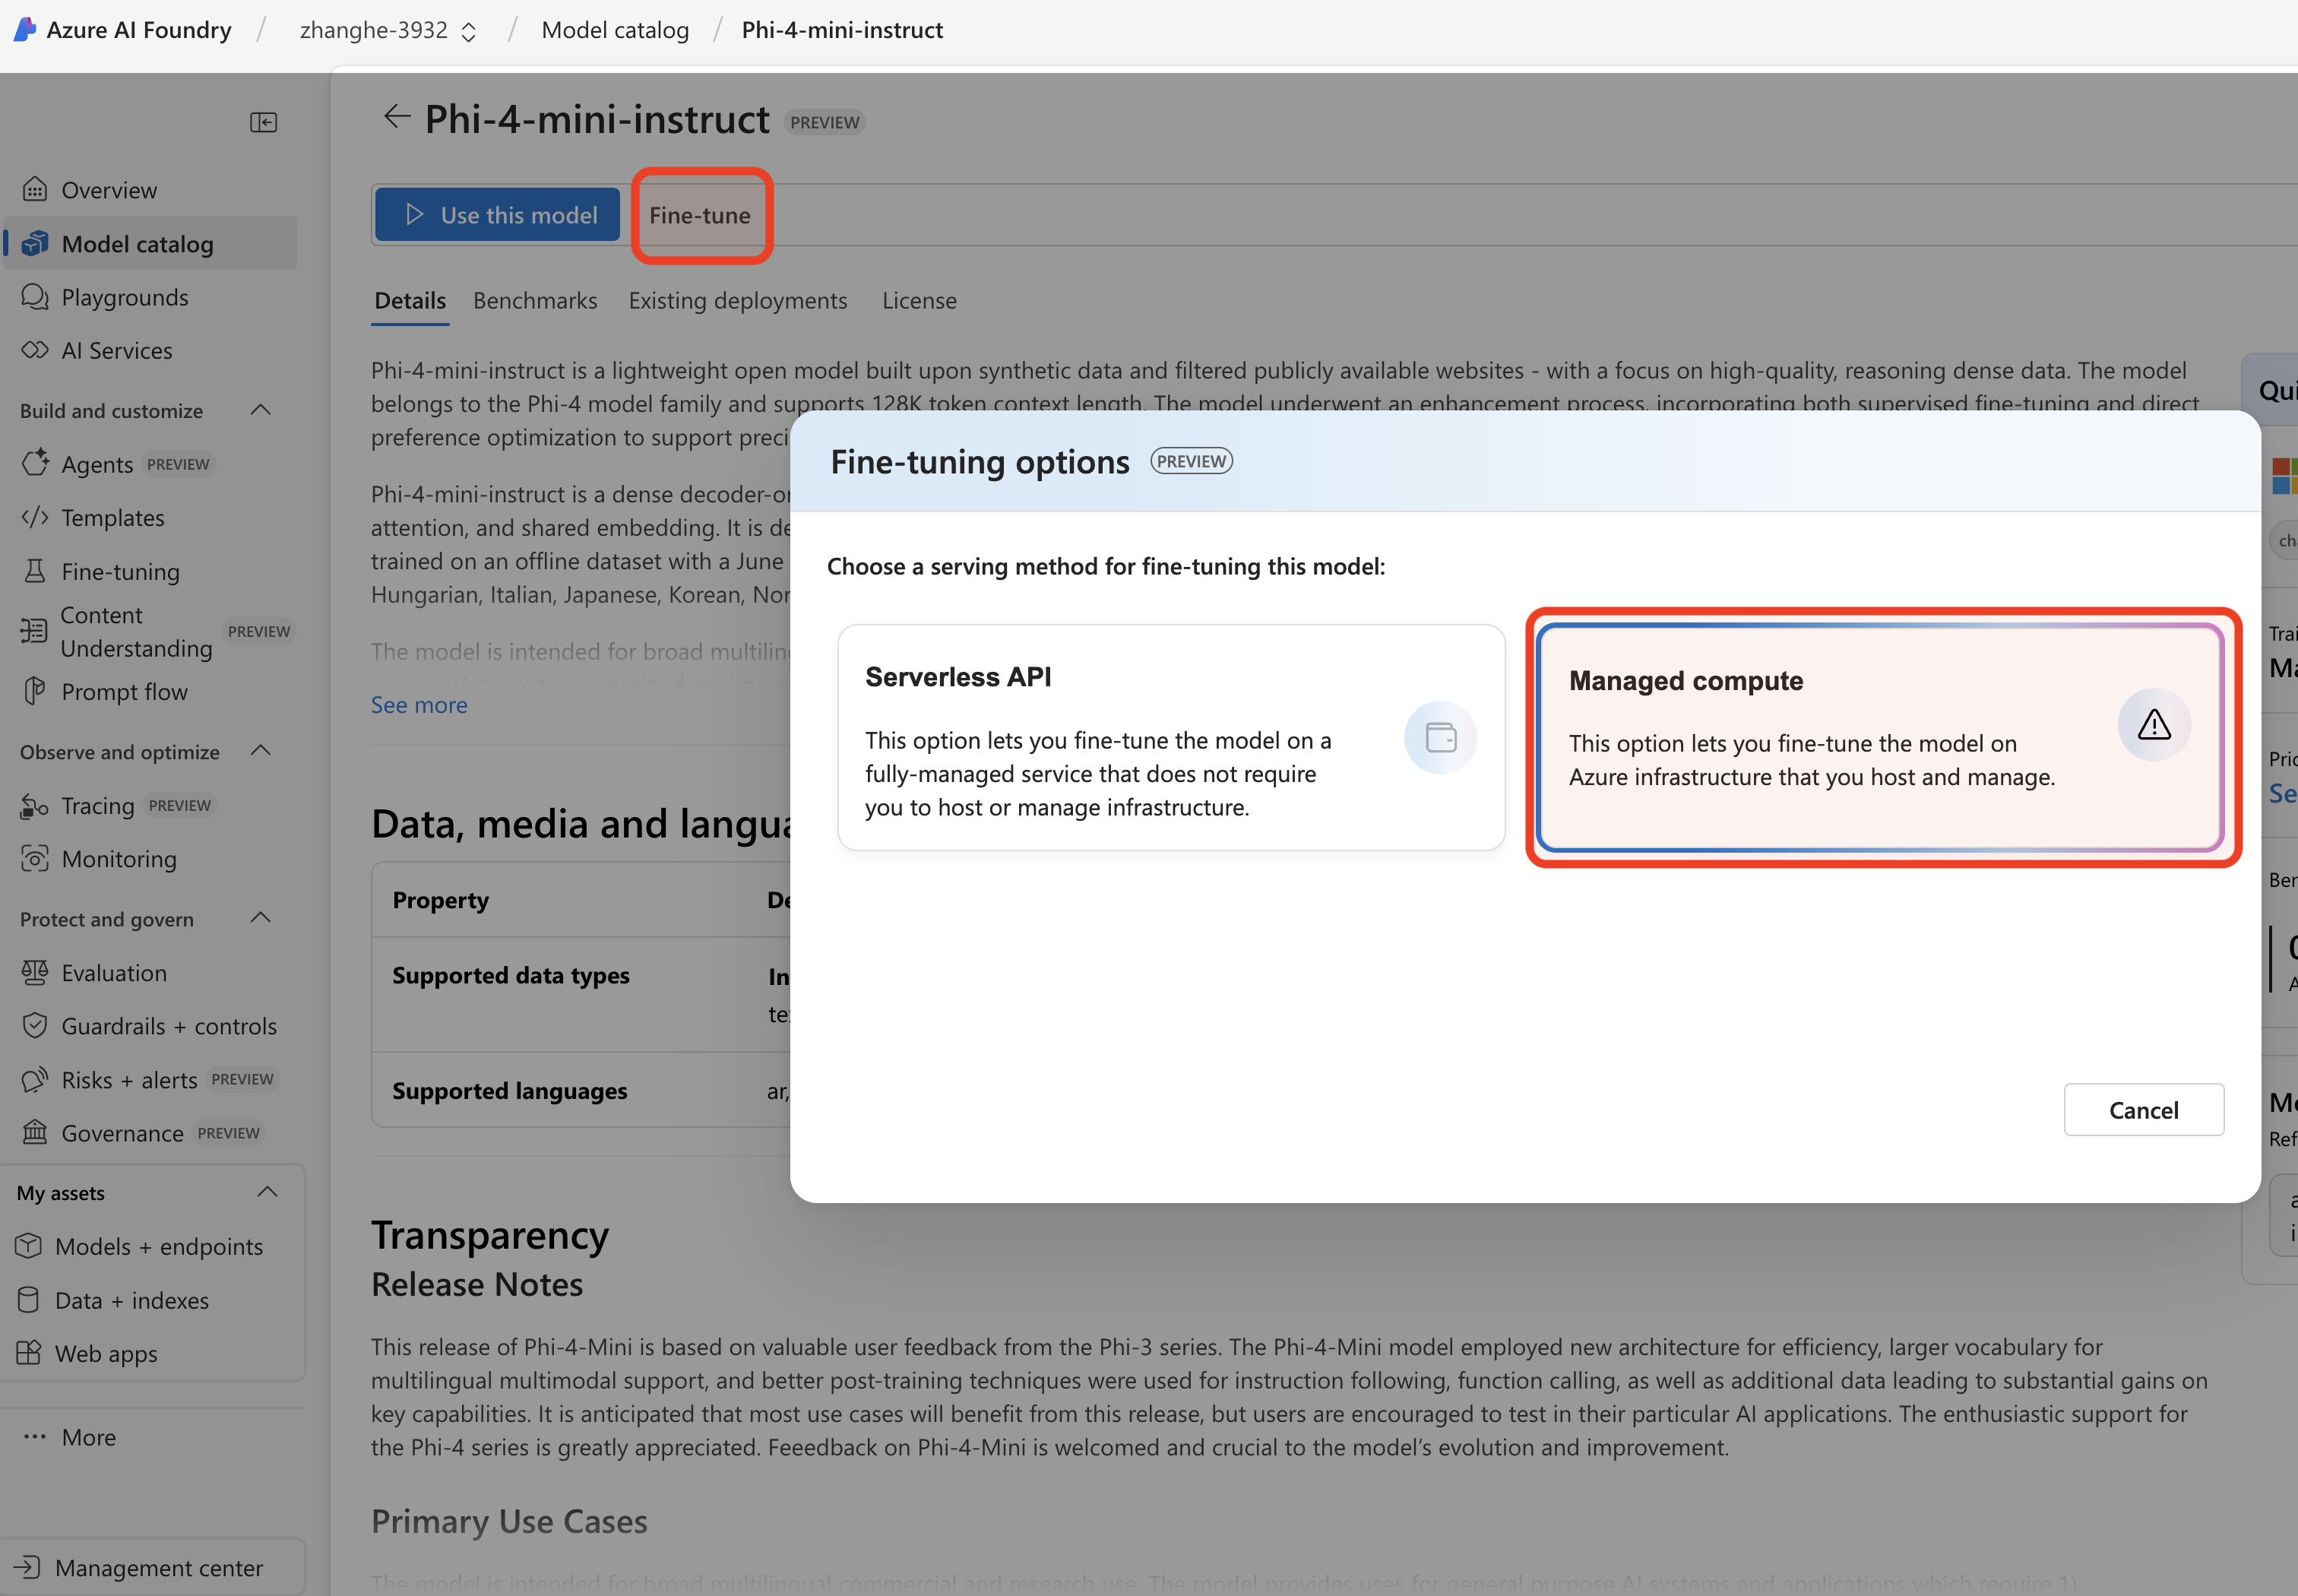 Azure AI Foundry / zhanghe-3932 / Model catalog / Phi-4-mini-instruct
Overview
Model catalog
Playgrounds
AI Services
Build and customize
Agents PREVIEW
Templates
Fine-tuning
Content
Understanding PREVIEW
Prompt flow
Observe and optimize
Tracing PREVIEW
Monitoring
Protect and govern
Evaluation
Guardrails + controls
Risks + alerts PREVIEW
Governance PREVIEW
My assets
Models + endpoints
Data + indexes
Web apps
More
Management center
Phi-4-mini-instruct PREVIEW
Use this model Fine-tune
Details Benchmarks Existing deployments License
Phi-4-mini-instruct is a lightweight open model built upon synthetic data and filtered publicly available websites - with a focus on high-quality, reasoning dense data. The model
belongs to the Phi-4 model family and supports 128K token context length. The model underwent an enhancement process, incorporating both supervised fine-tuning and direct
preference optimization to support preci
Phi-4-mini-instruct is a dense decoder-o
attention, and shared embedding. It is de
trained on an offline dataset with a June
Hungarian, Italian, Japanese, Korean, Nor
The model is intended for broad multiling
See more
Data, media and langua
Property De
Supported data types In
te
Supported languages ar,
Transparency
Release Notes
This release of Phi-4-Mini is based on valuable user feedback from the Phi-3 series. The Phi-4-Mini model employed new architecture for efficiency, larger vocabulary for
multilingual multimodal support, and better post-training techniques were used for instruction following, function calling, as well as additional data leading to substantial gains on
key capabilities. It is anticipated that most use cases will benefit from this release, but users are encouraged to test in their particular AI applications. The enthusiastic support for
the Phi-4 series is greatly appreciated. Feeedback on Phi-4-Mini is welcomed and crucial to the model’s evolution and improvement.
Primary Use Cases
The model is intended for broad multilingual commercial and research use. The model provides uses for general purpose AI systems and applications which require 1)
Fine-tuning options PREVIEW
Choose a serving method for fine-tuning this model:
Serverless API
This option lets you fine-tune the model on a
fully-managed service that does not require
you to host or manage infrastructure.
Managed compute
This option lets you fine-tune the model on
Azure infrastructure that you host and manage.
Cancel
Qui
ch
Trai
Ma
Pric
Se
Ber
Me
Ref